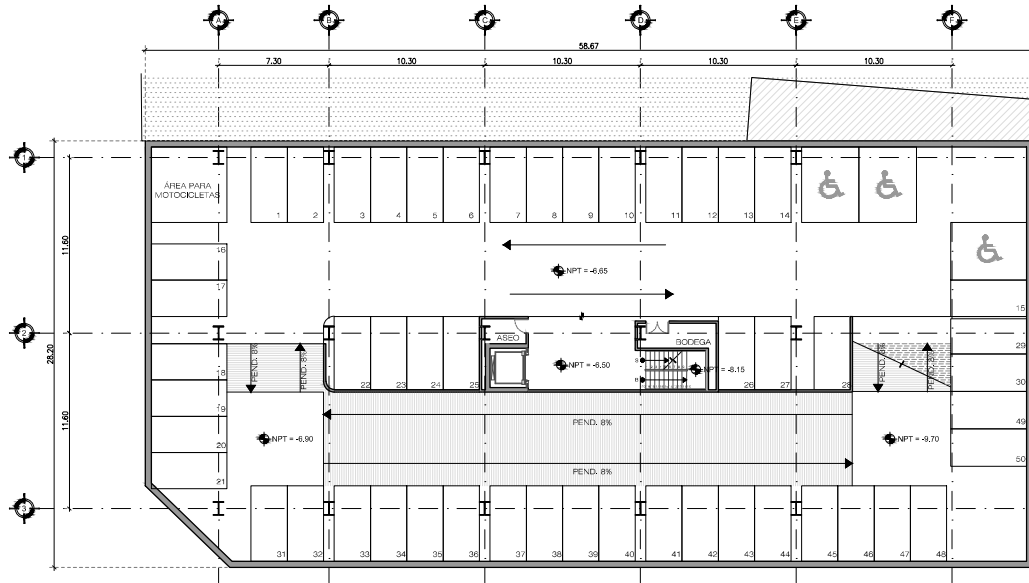 A
B
C
D
E
F
58.67
7.30
10.30
10.30
10.30
10.30
1
ÁREA PARA
MOTOCICLETAS
1
2
3
4
5
6
7
8
9
10
11
12
13
14
11.60
16
17
NPT = -6.65
15
2
28.20
ASEO
BODEGA
S
B
NPT = -6.50
NPT = -8.15
PEND. 8%
PEND. 8%
PEND. 8%
PEND. 8%
18
22
23
24
25
26
27
28
29
30
19
11.60
PEND. 8%
49
20
NPT = -6.90
NPT = -9.70
50
PEND. 8%
21
3
31
32
33
34
35
36
37
38
39
40
41
42
43
44
45
46
47
48